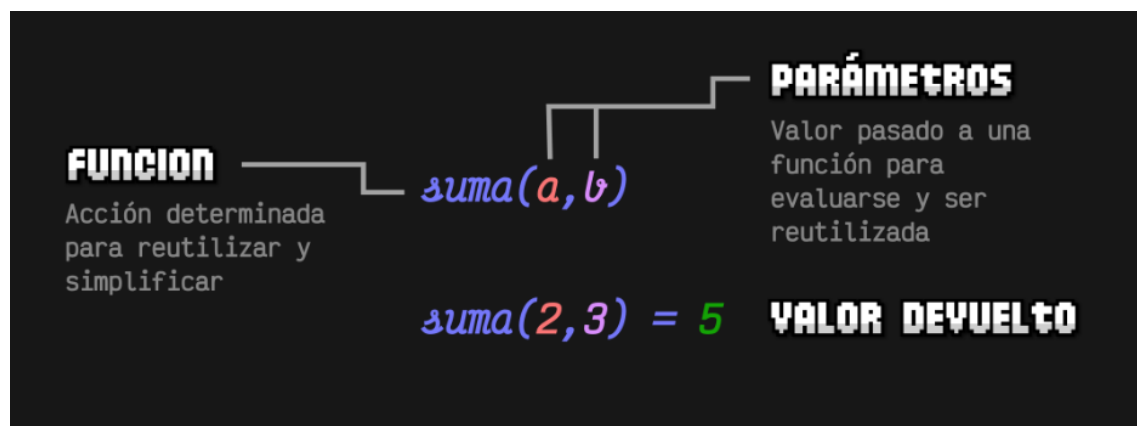 PARÁMETROS
Valor pasado a una
función para
evaluarse y ser
reutilizada
FUNCION
Acción determinada
para reutilizar y
simplificar
suma(a,b)
suma(2,3) = 5
VALOR DEVUELTO